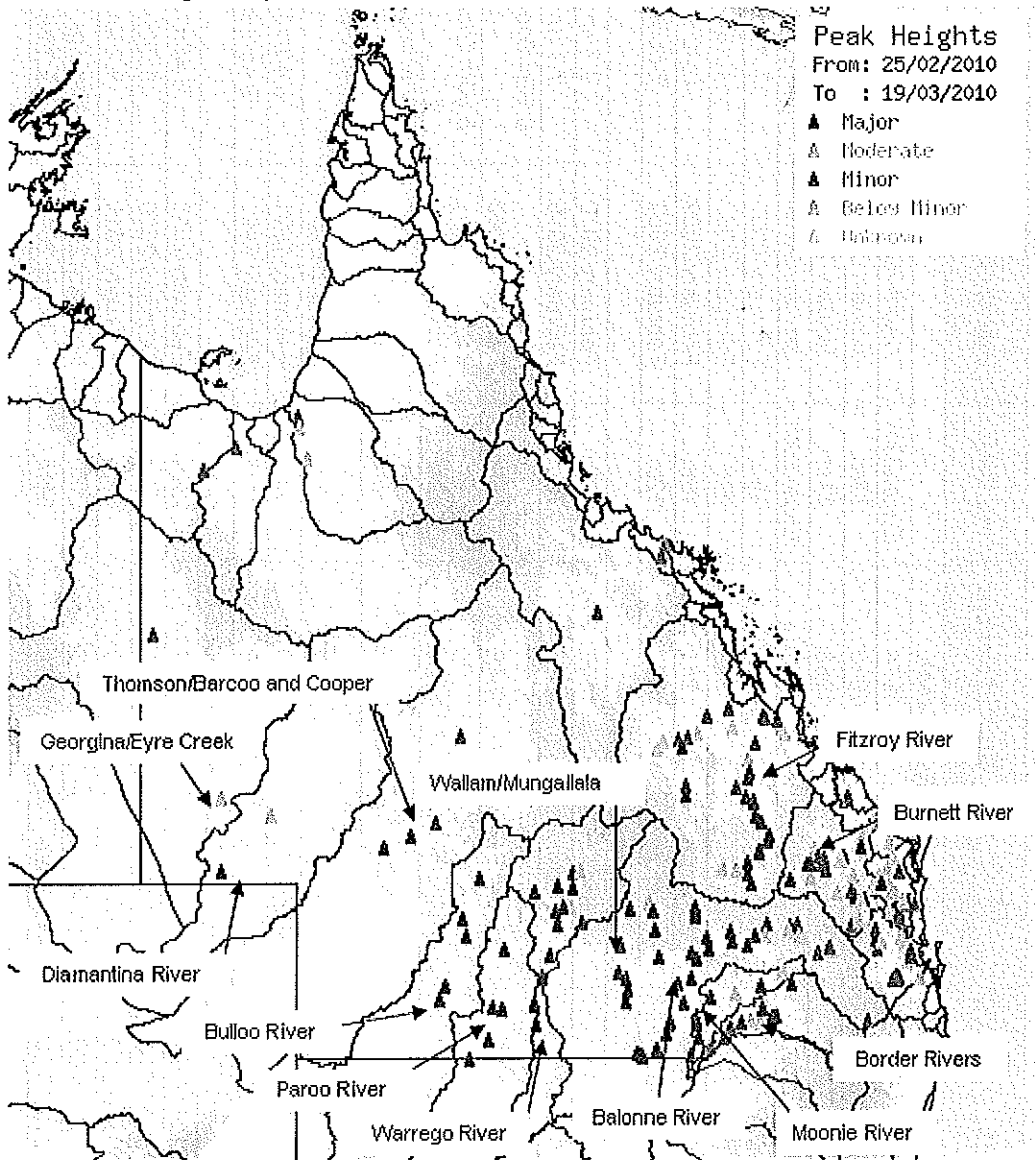 Peak Heights
From: 25/02/2010
To : 19/03/2010
Major
Moderate
Minor
Below Minor
Unknown
Thomson/Barcoo and Cooper
Georgina/Eyre Creek
Fitzroy River
Wallam/Mungallala
Burnett River
Diamantina River
Bulloo River
Border Rivers
Paroo River
Balonne River
Warrego River
Moonie River